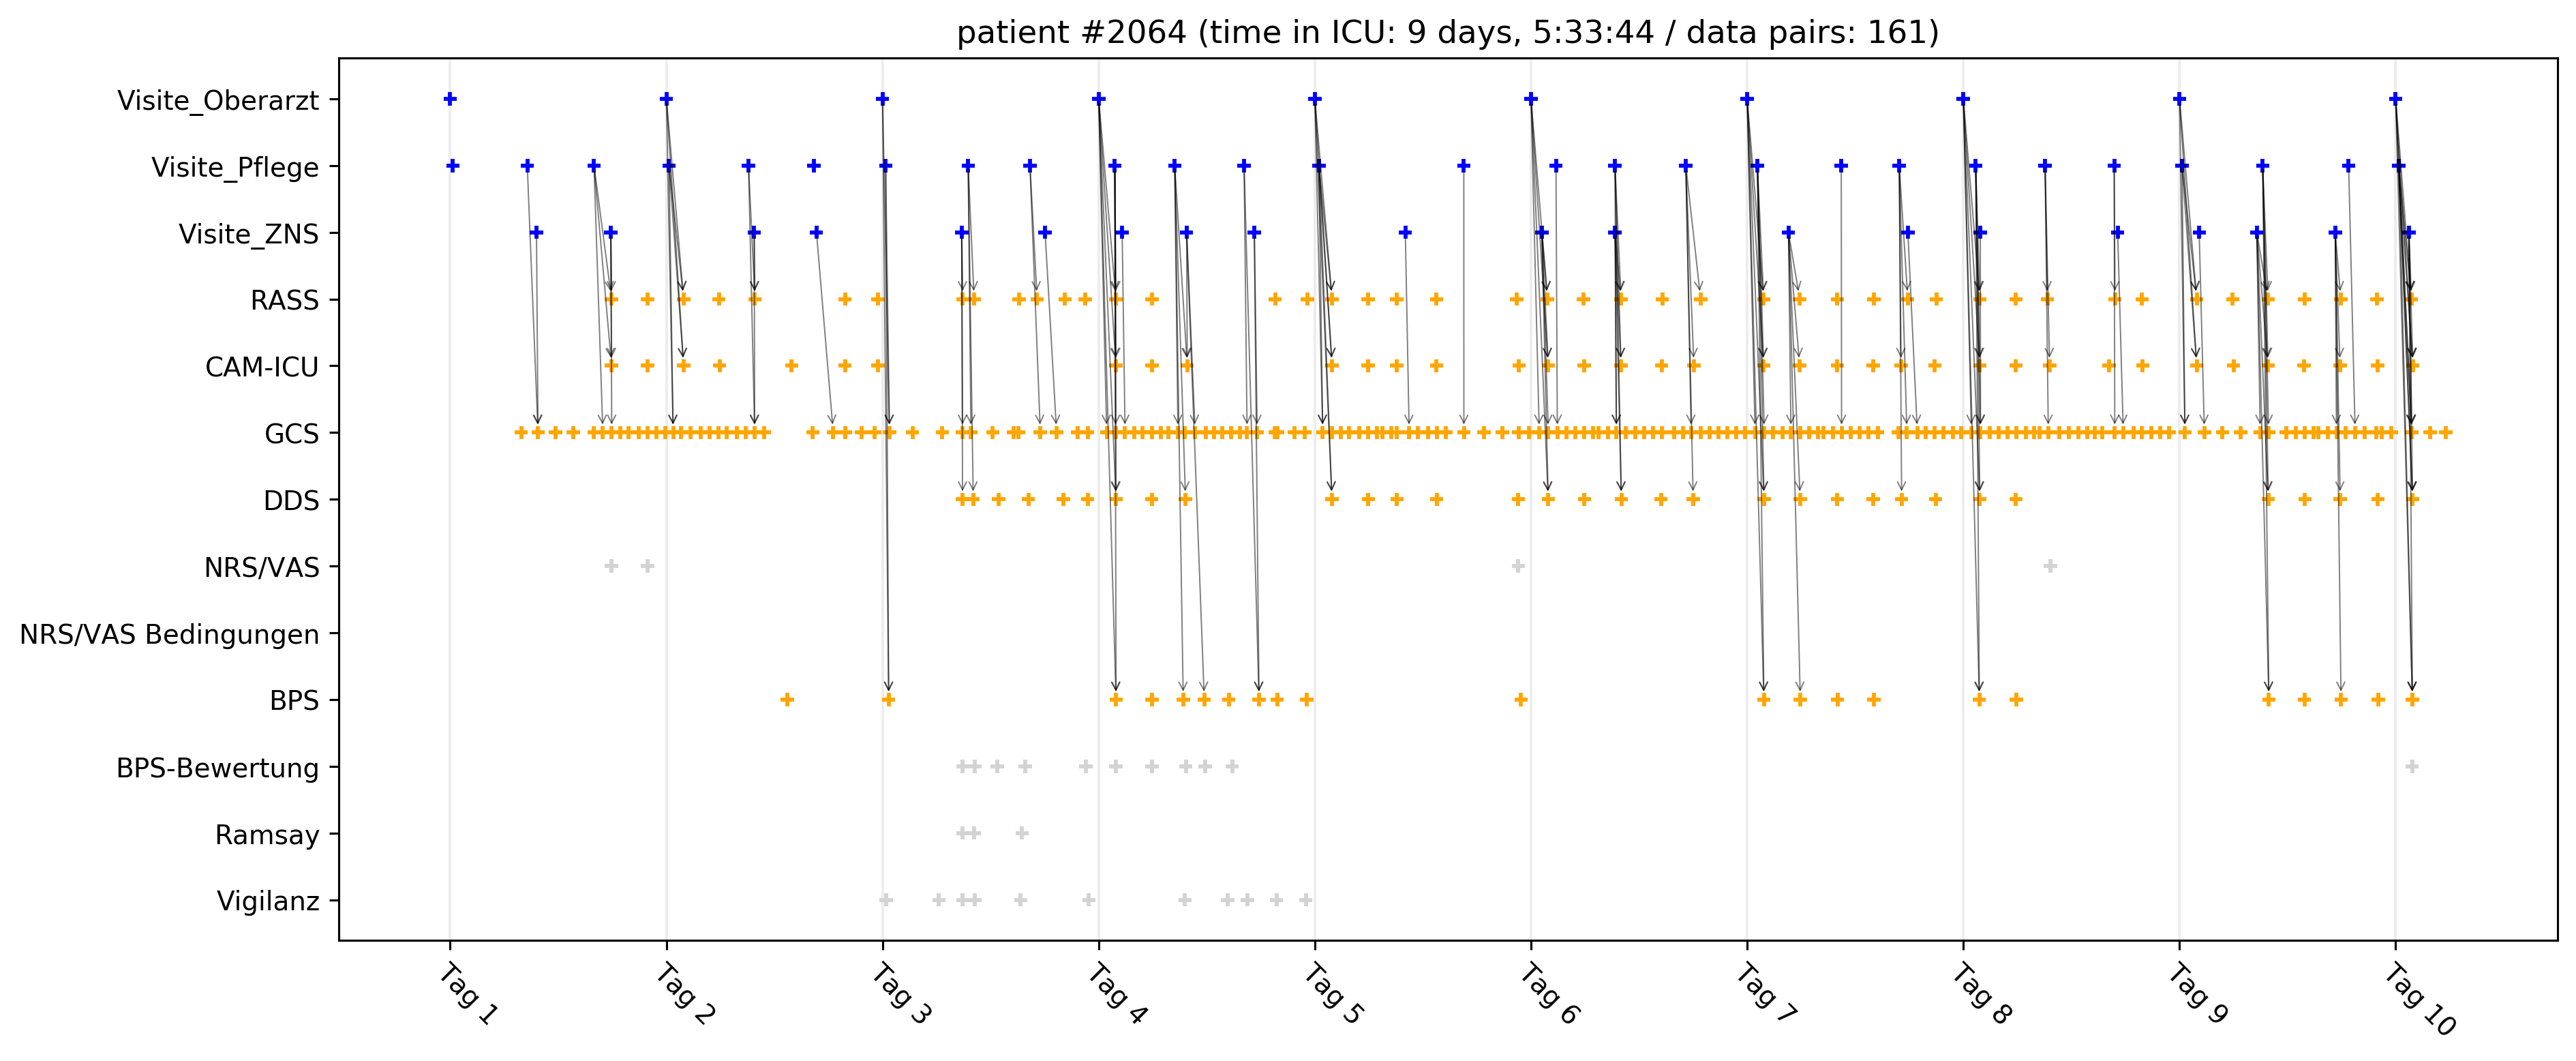 patient #2064 (time in ICU: 9 days, 5:33:44 / data pairs: 161)
Visite_Oberarzt
Visite_Pflege
Visite_ZNS
RASS
CAM-ICU
GCS
DDS
NRS/VAS
NRS/VAS Bedingungen
BPS
BPS-Bewertung
Ramsay
Vigilanz
Tag 1
Tag 2
Tag 3
Tag 4
Tag 5
Tag 6
Tag 7
Tag 8
Tag 9
Tag 10